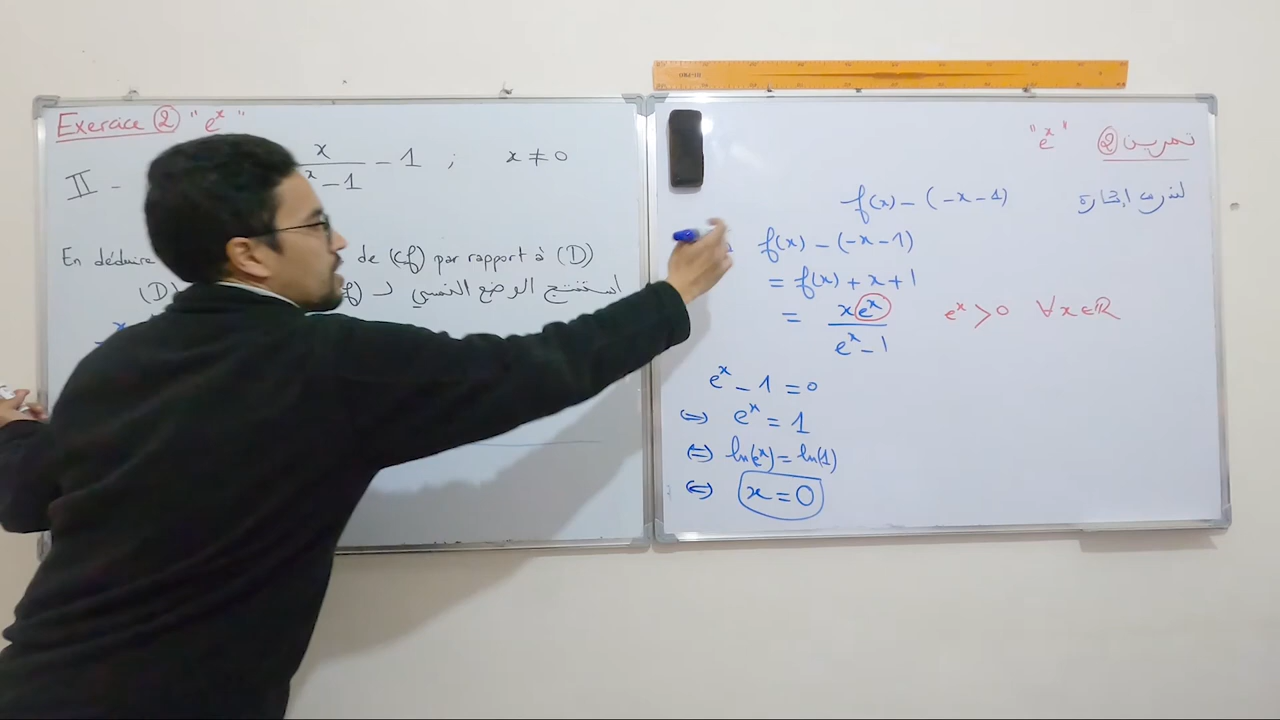 Exercice ② "eˣ"
x
II - — - 1 ; x ≠ 0
ˣ - 1
En déduire de (Cf) par rapport à (D)
استنتج الوضع النسبي لـ f) (D)
تمرين ② "eˣ"
لندرس إشارة f(x) - (-x - 1)
f(x) - (-x - 1)
= f(x) + x + 1
= x eˣ / (eˣ - 1) eˣ > 0 ∀x ∈ ℝ
eˣ - 1 = 0
⇔ eˣ = 1
⇔ ln(eˣ) = ln(1)
⇔ x = 0